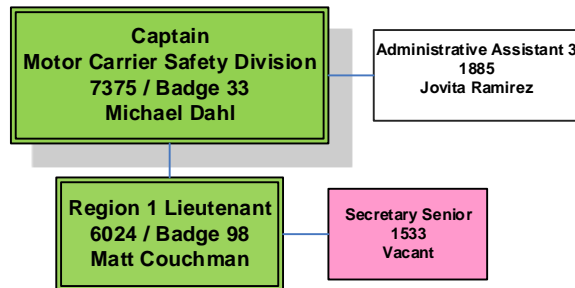 Captain
Motor Carrier Safety Division
7375 / Badge 33
Michael Dahl
Administrative Assistant 3
1885
Jovita Ramirez
Region 1 Lieutenant
6024 / Badge 98
Matt Couchman
Secretary Senior
1533
Vacant